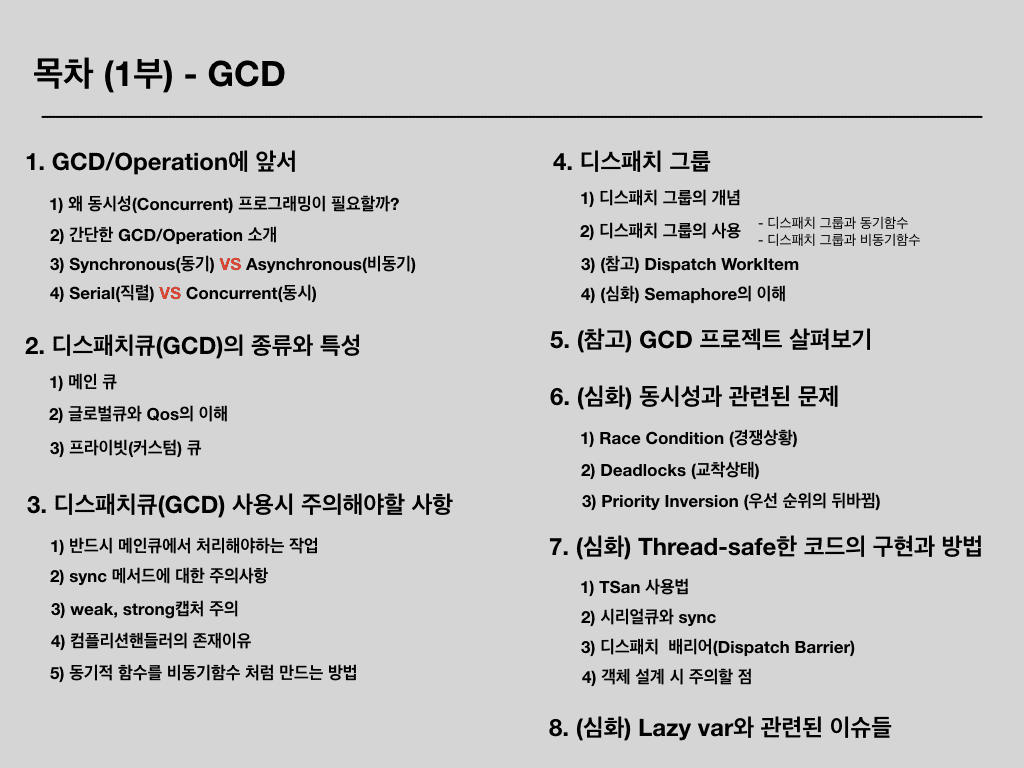 목차 (1부) - GCD
1. GCD/Operation에 앞서
1) 왜 동시성(Concurrent) 프로그래밍이 필요할까?
2) 간단한 GCD/Operation 소개
3) Synchronous(동기) VS Asynchronous(비동기)
4) Serial(직렬) VS Concurrent(동시)
2. 디스패치큐(GCD)의 종류와 특성
1) 메인 큐
2) 글로벌큐와 Qos의 이해
3) 프라이빗(커스텀) 큐
3. 디스패치큐(GCD) 사용시 주의해야할 사항
1) 반드시 메인큐에서 처리해야하는 작업
2) sync 메서드에 대한 주의사항
3) weak, strong캡처 주의
4) 컴플리션핸들러의 존재이유
5) 동기적 함수를 비동기함수 처럼 만드는 방법
4. 디스패치 그룹
1) 디스패치 그룹의 개념
2) 디스패치 그룹의 사용
- 디스패치 그룹과 동기함수
- 디스패치 그룹과 비동기함수
3) (참고) Dispatch WorkItem
4) (심화) Semaphore의 이해
5. (참고) GCD 프로젝트 살펴보기
6. (심화) 동시성과 관련된 문제
1) Race Condition (경쟁상황)
2) Deadlocks (교착상태)
3) Priority Inversion (우선 순위의 뒤바뀜)
7. (심화) Thread-safe한 코드의 구현과 방법
1) TSan 사용법
2) 시리얼큐와 sync
3) 디스패치 배리어(Dispatch Barrier)
4) 객체 설계 시 주의할 점
8. (심화) Lazy var와 관련된 이슈들